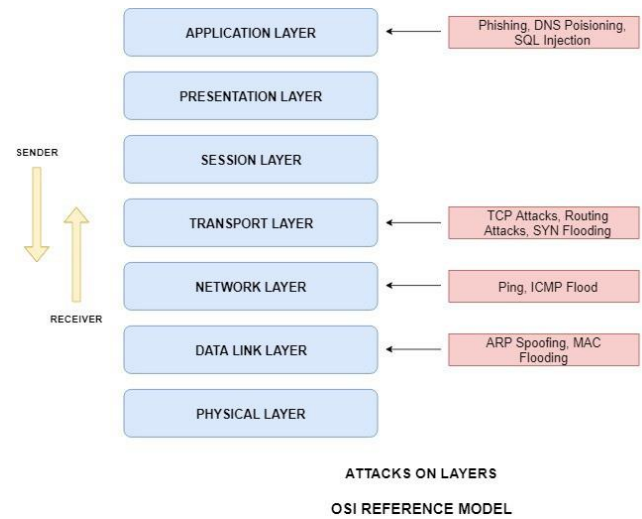 APPLICATION LAYER
Phishing, DNS Poisioning,
SQL Injection
PRESENTATION LAYER
SENDER
SESSION LAYER
TRANSPORT LAYER
TCP Attacks, Routing
Attacks, SYN Flooding
NETWORK LAYER
Ping, ICMP Flood
RECEIVER
DATA LINK LAYER
ARP Spoofing, MAC
Flooding
PHYSICAL LAYER
ATTACKS ON LAYERS
OSI REFERENCE MODEL